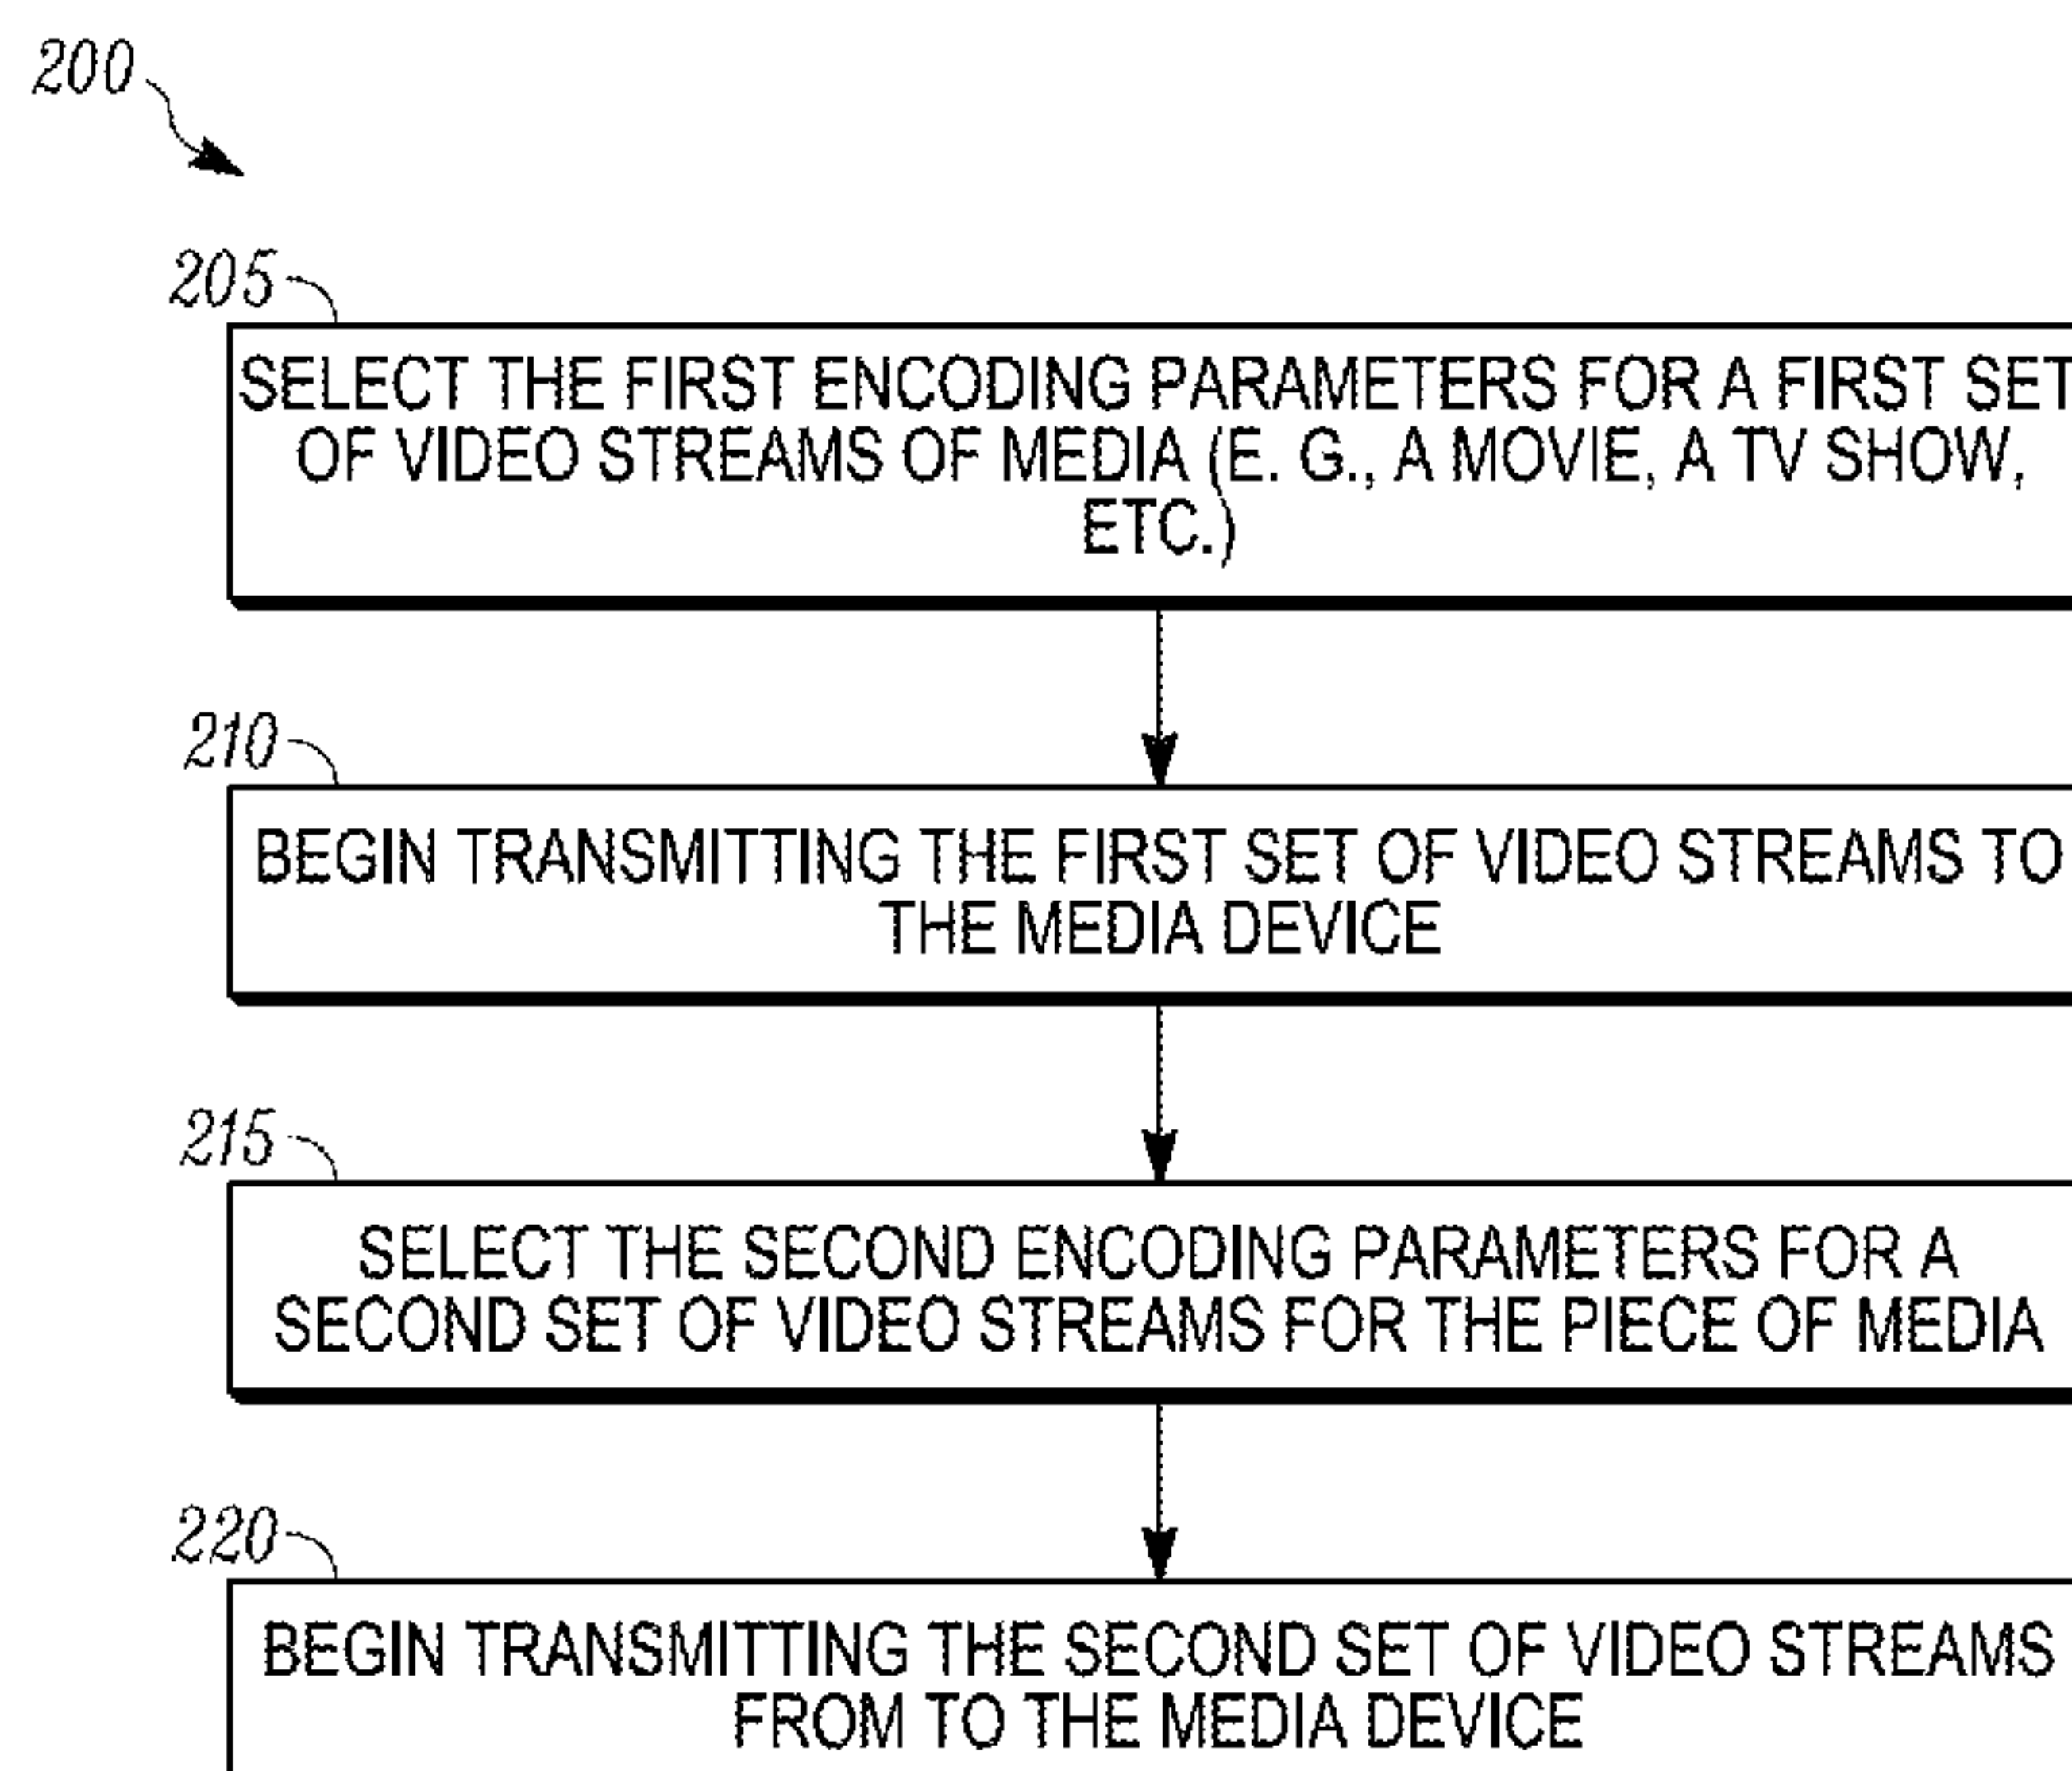 200
205
SELECT THE FIRST ENCODING PARAMETERS FOR A FIRST SET
OF VIDEO STREAMS OF MEDIA (E. G., A MOVIE, A TV SHOW,
ETC.)
210
BEGIN TRANSMITTING THE FIRST SET OF VIDEO STREAMS TO
THE MEDIA DEVICE
215
SELECT THE SECOND ENCODING PARAMETERS FOR A
SECOND SET OF VIDEO STREAMS FOR THE PIECE OF MEDIA
220
BEGIN TRANSMITTING THE SECOND SET OF VIDEO STREAMS
FROM TO THE MEDIA DEVICE